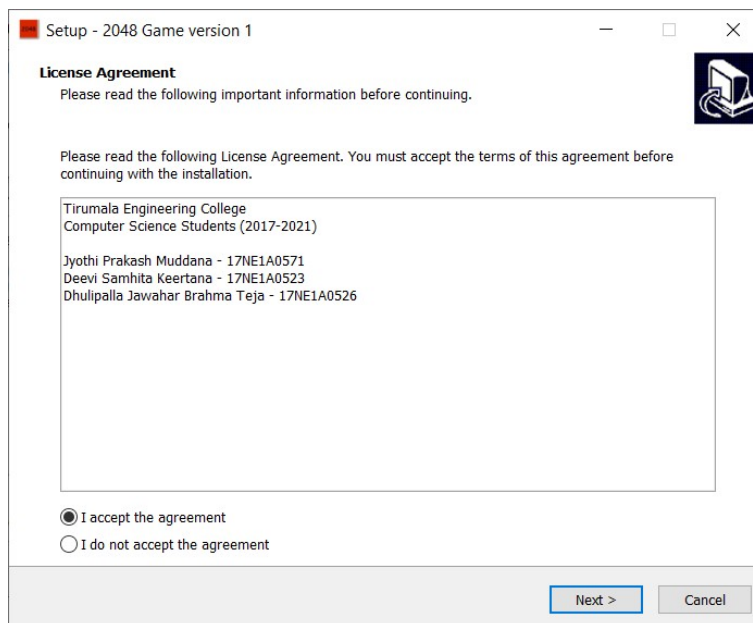 2048 Setup - 2048 Game version 1
License Agreement
Please read the following important information before continuing.
Please read the following License Agreement. You must accept the terms of this agreement before
continuing with the installation.
Tirumala Engineering College
Computer Science Students (2017-2021)
Jyothi Prakash Muddana - 17NE1A0571
Deevi Samhita Keertana - 17NE1A0523
Dhulipalla Jawahar Brahma Teja - 17NE1A0526
I accept the agreement
I do not accept the agreement
Next > Cancel